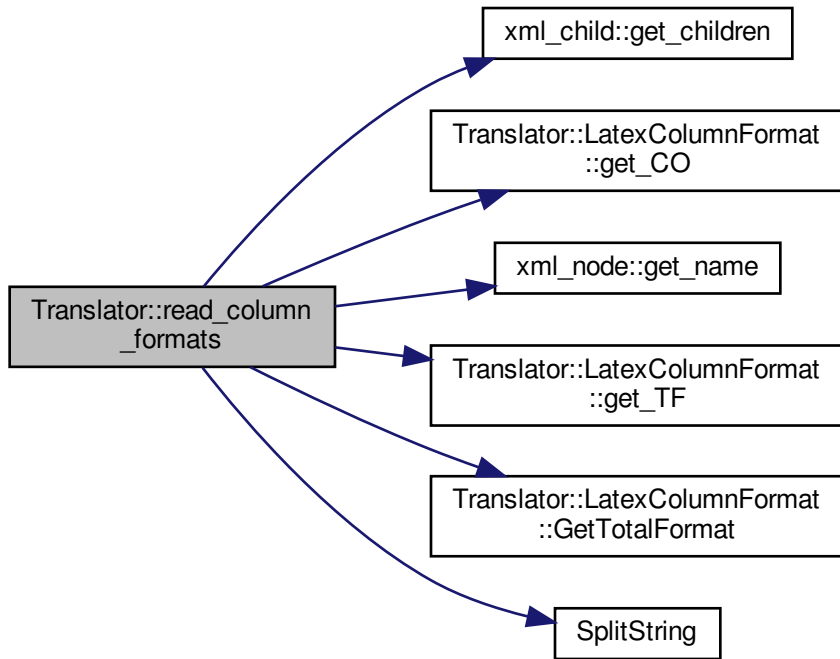 xml_child::get_children
Translator::LatexColumnFormat
::get_CO
xml_node::get_name
Translator::read_column
_formats
Translator::LatexColumnFormat
::get_TF
Translator::LatexColumnFormat
::GetTotalFormat
SplitString